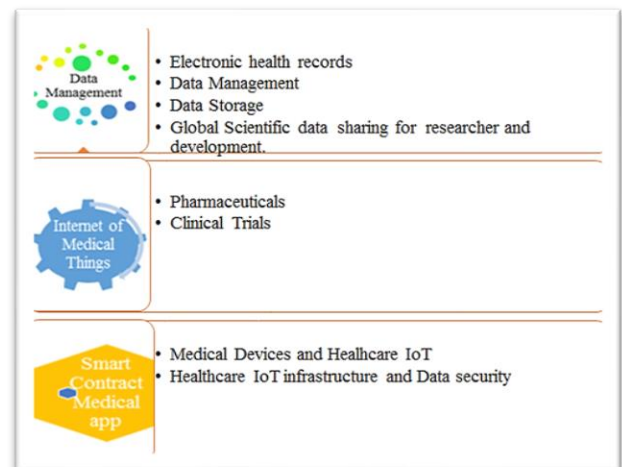 Data
Management
• Electronic health records
• Data Management
• Data Storage
• Global Scientific data sharing for researcher and
development.
Internet of
Medical
Things
• Pharmaceuticals
• Clinical Trials
Smart
Contract
Medical
app
• Medical Devices and Healhcare IoT
• Healthcare IoT infrastructure and Data security